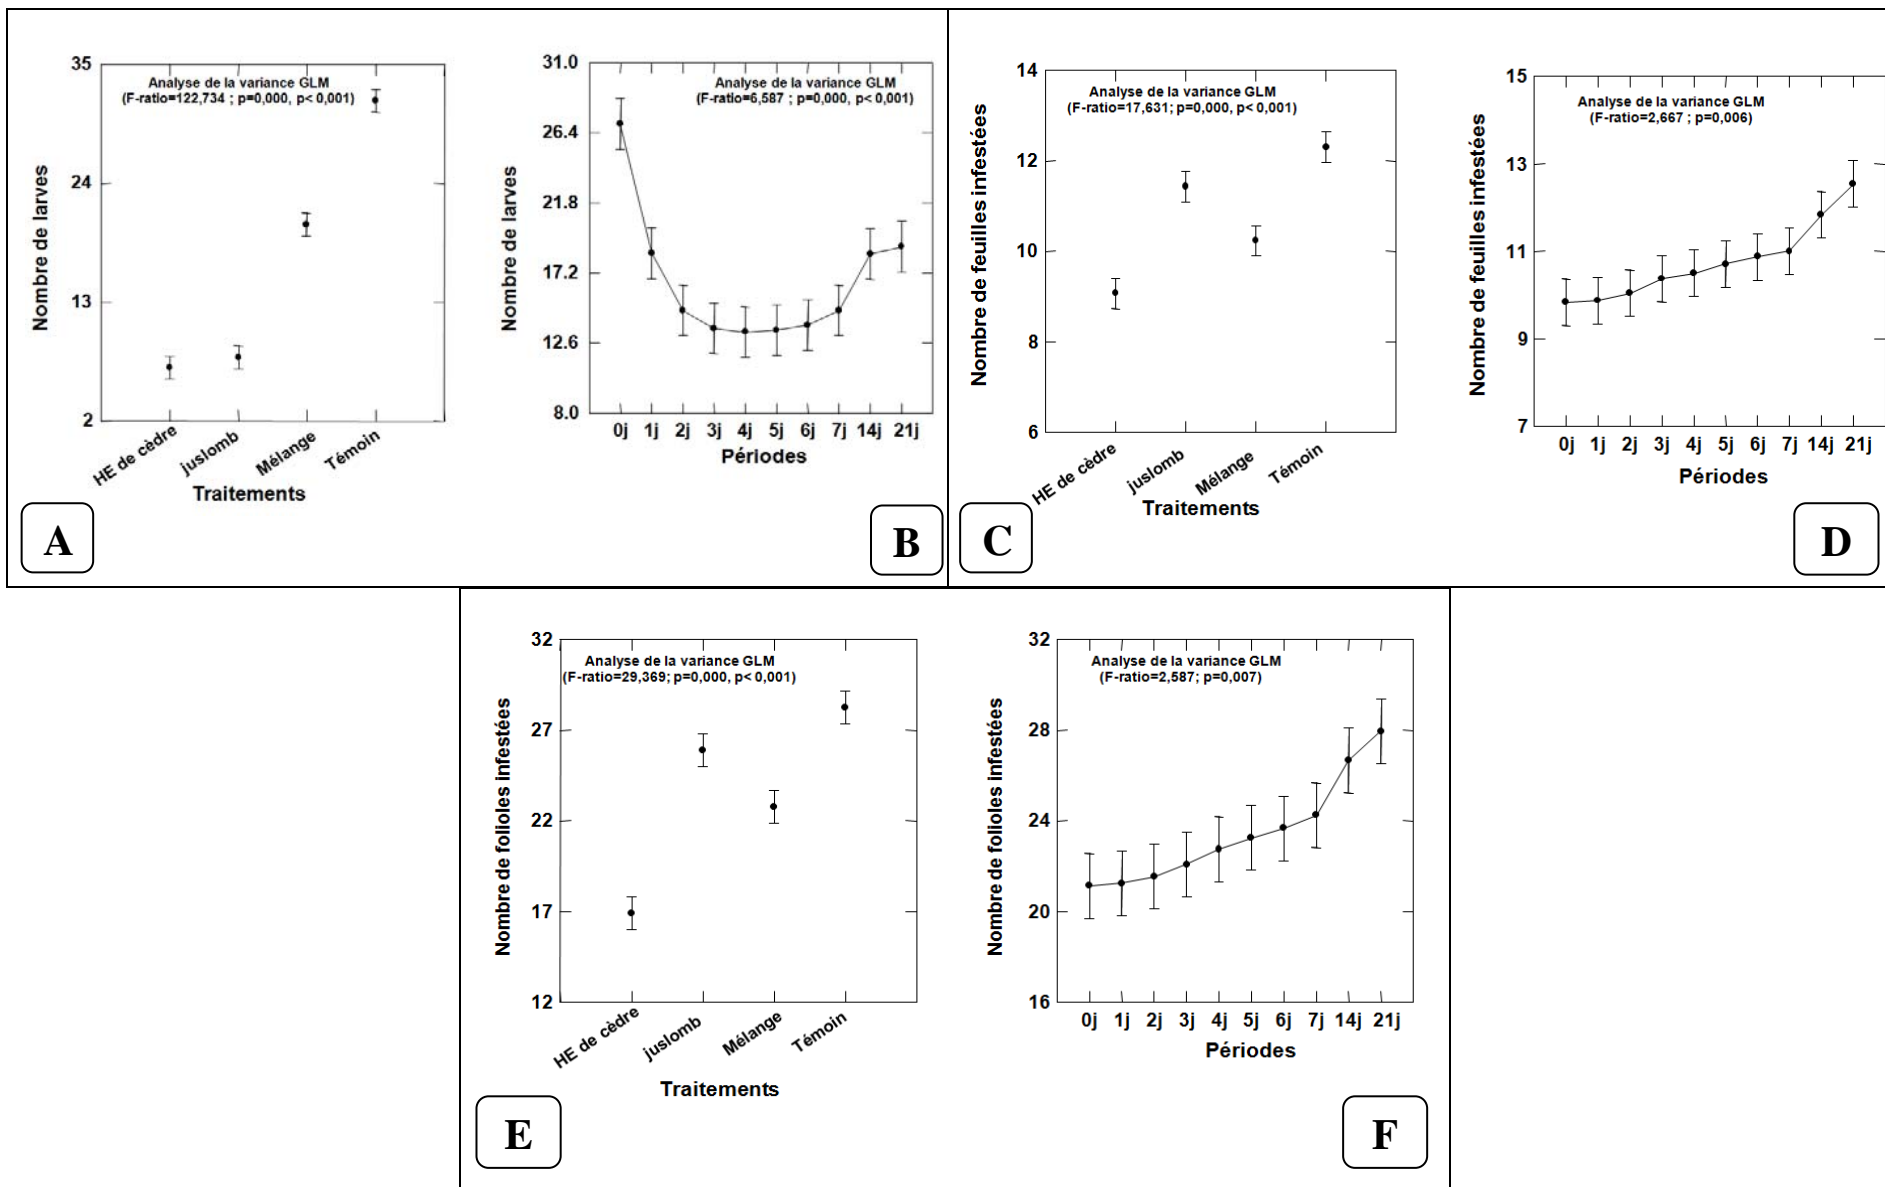 Analyse de la variance GLM
(F-ratio=122,734 ; p=0,000, p< 0,001)
Nombre de larves
35
24
13
2
HE de cèdre
juslomb
Mélange
Témoin
Traitements
A
Analyse de la variance GLM
(F-ratio=6,587 ; p=0,000, p< 0,001)
Nombre de larves
31.0
26.4
21.8
17.2
12.6
8.0
0j 1j 2j 3j 4j 5j 6j 7j 14j 21j
Périodes
B
Analyse de la variance GLM
(F-ratio=17,631; p=0,000, p< 0,001)
Nombre de feuilles infestées
14
12
10
8
6
HE de cèdre
juslomb
Mélange
Témoin
Traitements
C
Analyse de la variance GLM
(F-ratio=2,667 ; p=0,006)
Nombre de feuilles infestées
15
13
11
9
7
0j 1j 2j 3j 4j 5j 6j 7j 14j 21j
Périodes
D
Analyse de la variance GLM
(F-ratio=29,369; p=0,000, p< 0,001)
Nombre de folioles infestées
32
27
22
17
12
HE de cèdre
juslomb
Mélange
Témoin
Traitements
E
Analyse de la variance GLM
(F-ratio=2,587; p=0,007)
Nombre de folioles infestées
32
28
24
20
16
0j 1j 2j 3j 4j 5j 6j 7j 14j 21j
Périodes
F